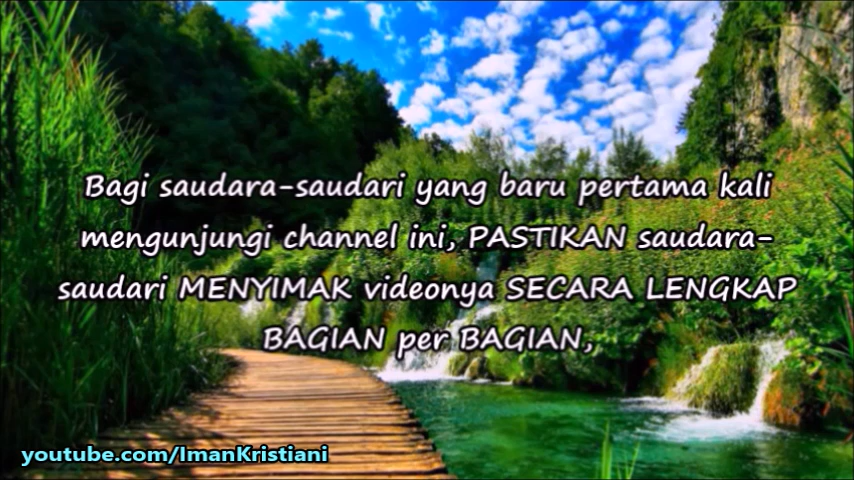 Bagi saudara-saudari yang baru pertama kali
mengunjungi channel ini, PASTIKAN saudara-
saudari MENYIMAK videonya SECARA LENGKAP
BAGIAN per BAGIAN,
youtube.com/ImanKristiani